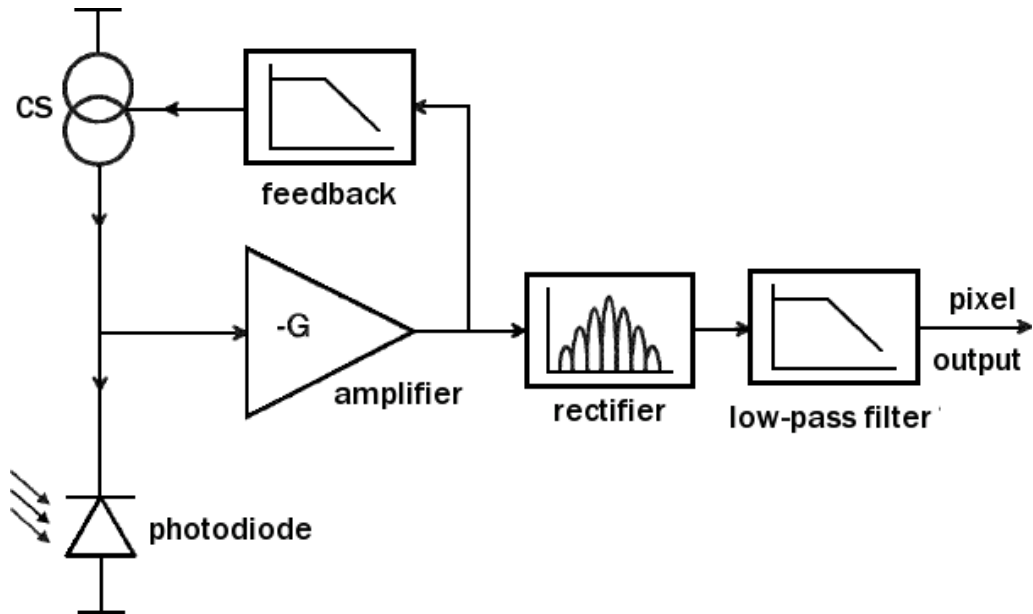 CS
feedback
-G
amplifier
rectifier
low-pass filter
pixel
output
photodiode